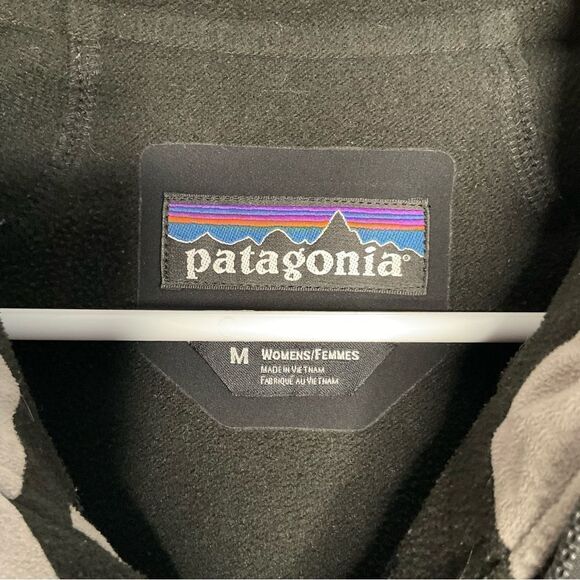 patagonia®
M WOMENS/FEMMES
MADE IN VIETNAM
FABRIQUÉ AU VIETNAM